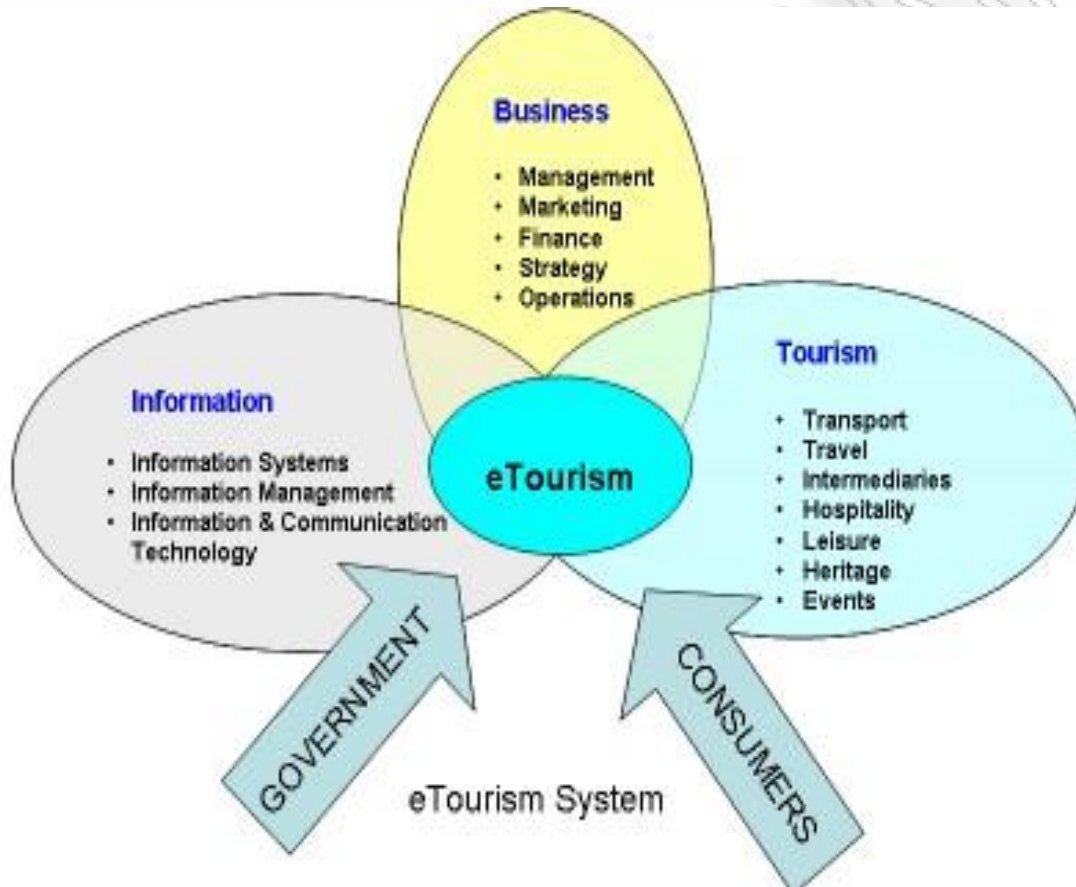 Business
• Management
• Marketing
• Finance
• Strategy
• Operations
Information
• Information Systems
• Information Management
• Information & Communication
Technology
eTourism
Tourism
• Transport
• Travel
• Intermediaries
• Hospitality
• Leisure
• Heritage
• Events
GOVERNMENT
CONSUMERS
eTourism System